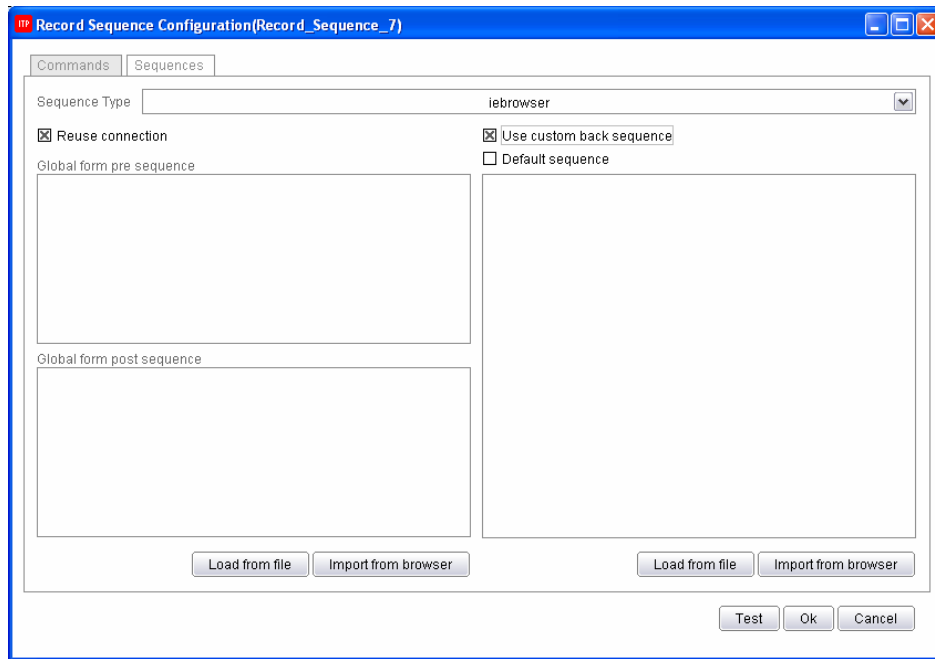 ITP Record Sequence Configuration(Record_Sequence_7)
Commands Sequences
Sequence Type iebrowser
Reuse connection
Use custom back sequence
Default sequence
Global form pre sequence
Global form post sequence
Load from file Import from browser
Load from file Import from browser
Test Ok Cancel